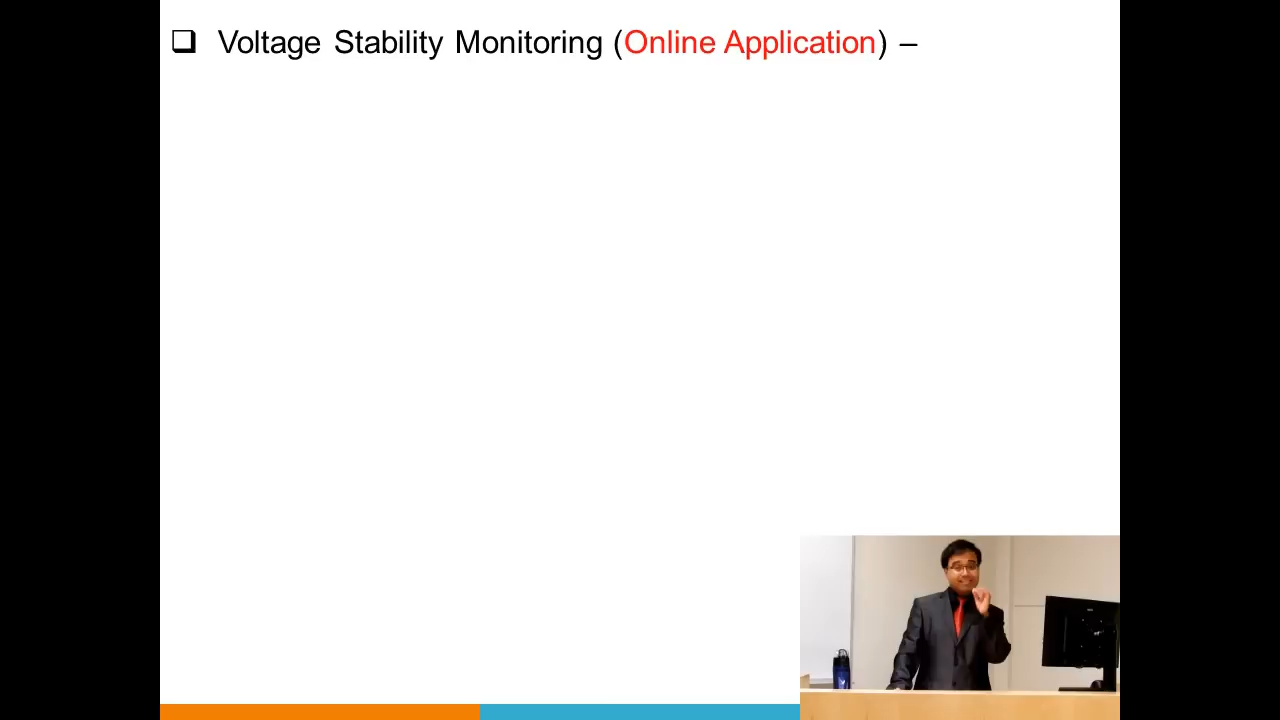 ❑ Voltage Stability Monitoring (Online Application) –